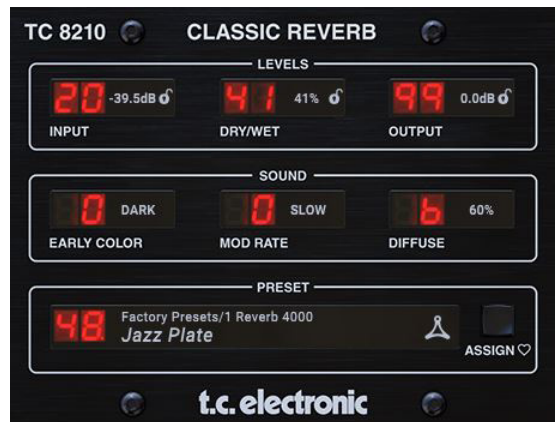 TC 8210 CLASSIC REVERB
LEVELS
20 -39.5dB 41 41% 99 0.0dB
INPUT DRY/WET OUTPUT
SOUND
0 DARK 0 SLOW 6 60%
EARLY COLOR MOD RATE DIFFUSE
PRESET
48 Factory Presets/1 Reverb 4000
Jazz Plate
ASSIGN♡
t.c. electronic